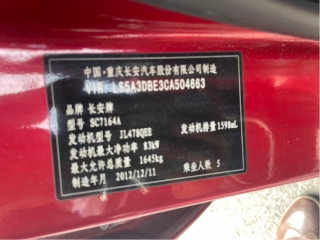 中国·重庆长安汽车股份有限公司制造
VIN: LS5A3DBE3CA504663
品牌 长安牌
型号 SC7164A
发动机型号 JL478QEE 发动机排量 1598mL
发动机最大净功率 83kW
最大允许总质量 1645kg 乘坐人数 5
制造年月 2012/12/11